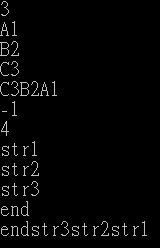 3
A1
B2
C3
C3B2A1
-1
4
str1
str2
str3
end
endstr3str2str1